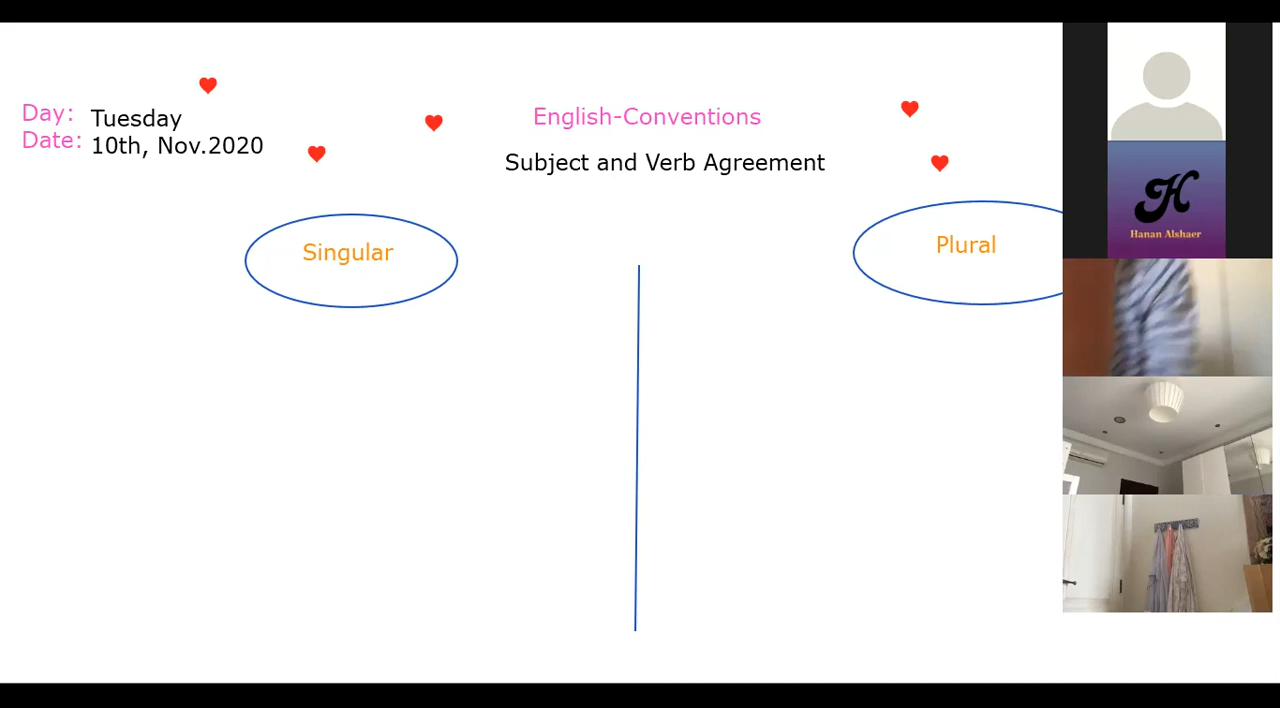 Day: Tuesday
Date: 10th, Nov.2020
English-Conventions
Subject and Verb Agreement
Singular
Plural
H
Hanan Alshaer